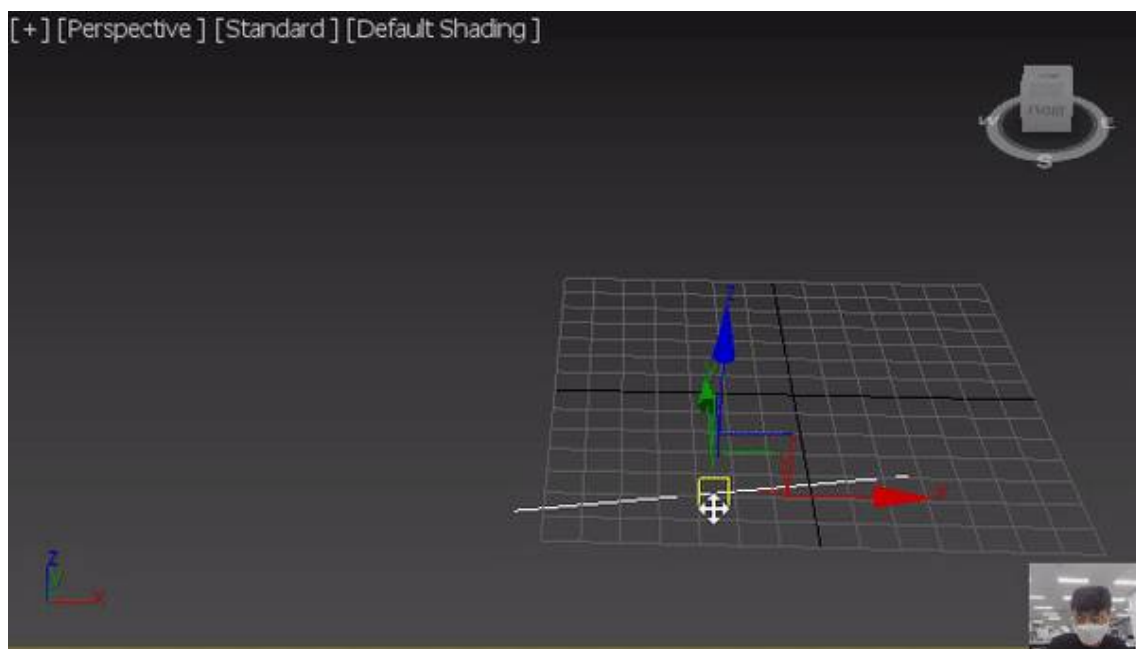 [+] [Perspective ] [Standard ] [Default Shading ]
W
E
S
z
y
x